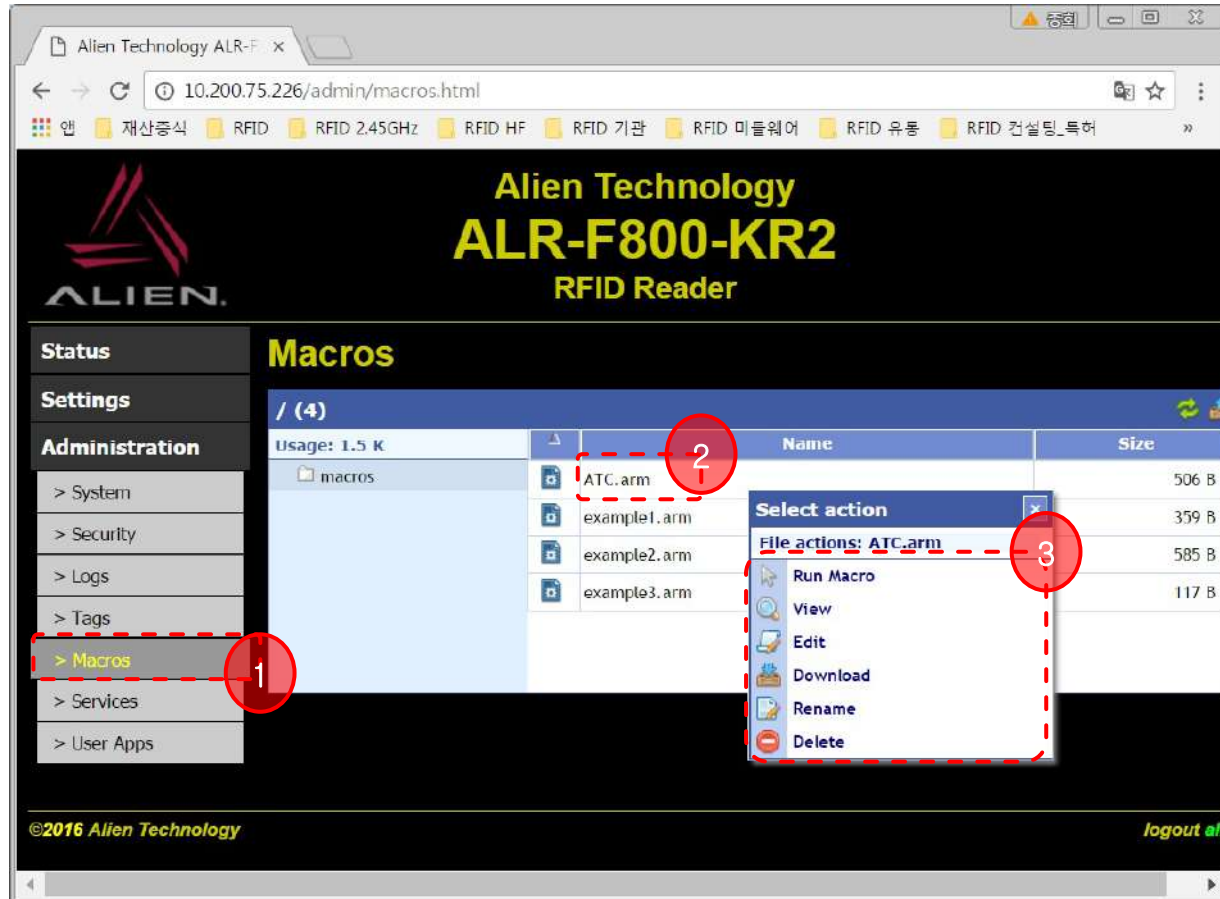 중회
Alien Technology ALR-F
10.200.75.226/admin/macros.html
앱 재산증식 RFID RFID 2.45GHz RFID HF RFID 기관 RFID 미들웨어 RFID 유통 RFID 컨설팅_특허 »
ALIEN.
Alien Technology
ALR-F800-KR2
RFID Reader
Status
Settings
Administration
> System
> Security
> Logs
> Tags
> Macros
1
> Services
> User Apps
Macros
/ (4)
Usage: 1.5 K
macros
Name Size
2
ATC.arm 506 B
example1.arm 359 B
example2.arm 585 B
example3.arm 117 B
Select action
File actions: ATC.arm
3
Run Macro
View
Edit
Download
Rename
Delete
©2016 Alien Technology
logout al